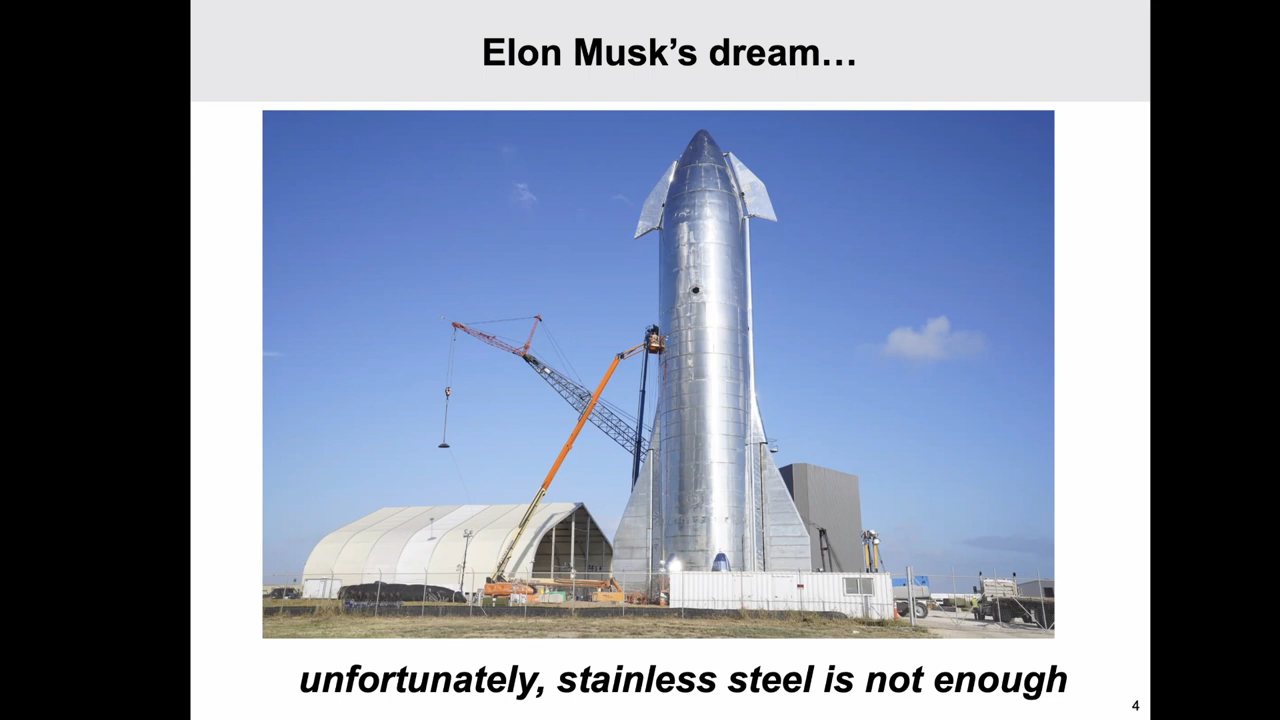 Elon Musk’s dream…
unfortunately, stainless steel is not enough
4